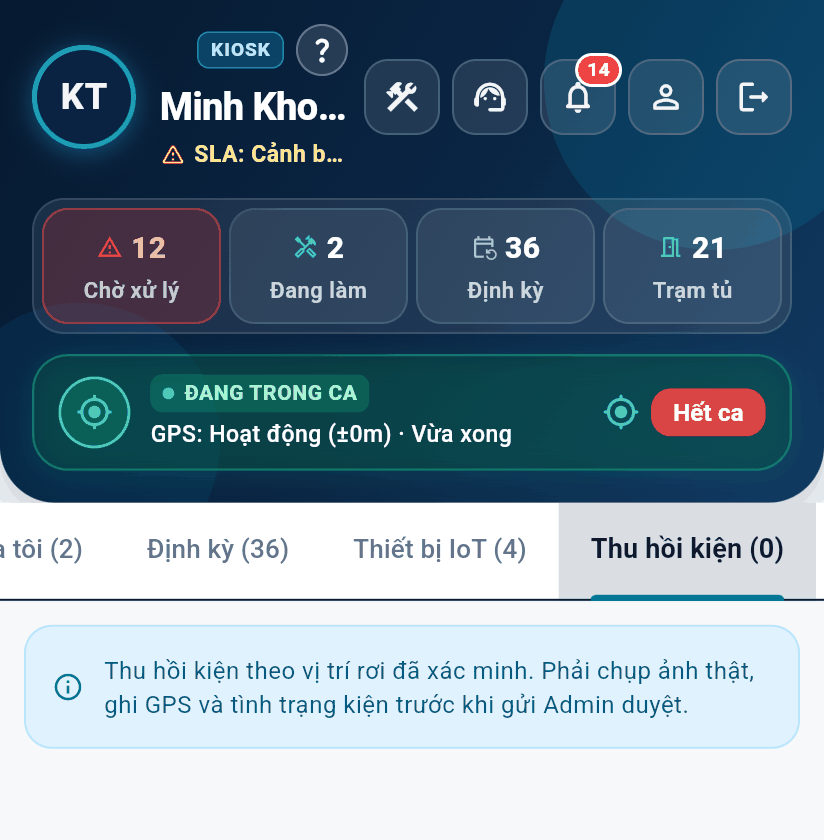 KT
KIOSK
?
Minh Kho...
SLA: Cảnh b...
14
12
Chờ xử lý
2
Đang làm
36
Định kỳ
21
Trạm tủ
ĐANG TRONG CA
GPS: Hoạt động (±0m) · Vừa xong
Hết ca
a tôi (2)
Định kỳ (36)
Thiết bị IoT (4)
Thu hồi kiện (0)
Thu hồi kiện theo vị trí rơi đã xác minh. Phải chụp ảnh thật,
ghi GPS và tình trạng kiện trước khi gửi Admin duyệt.